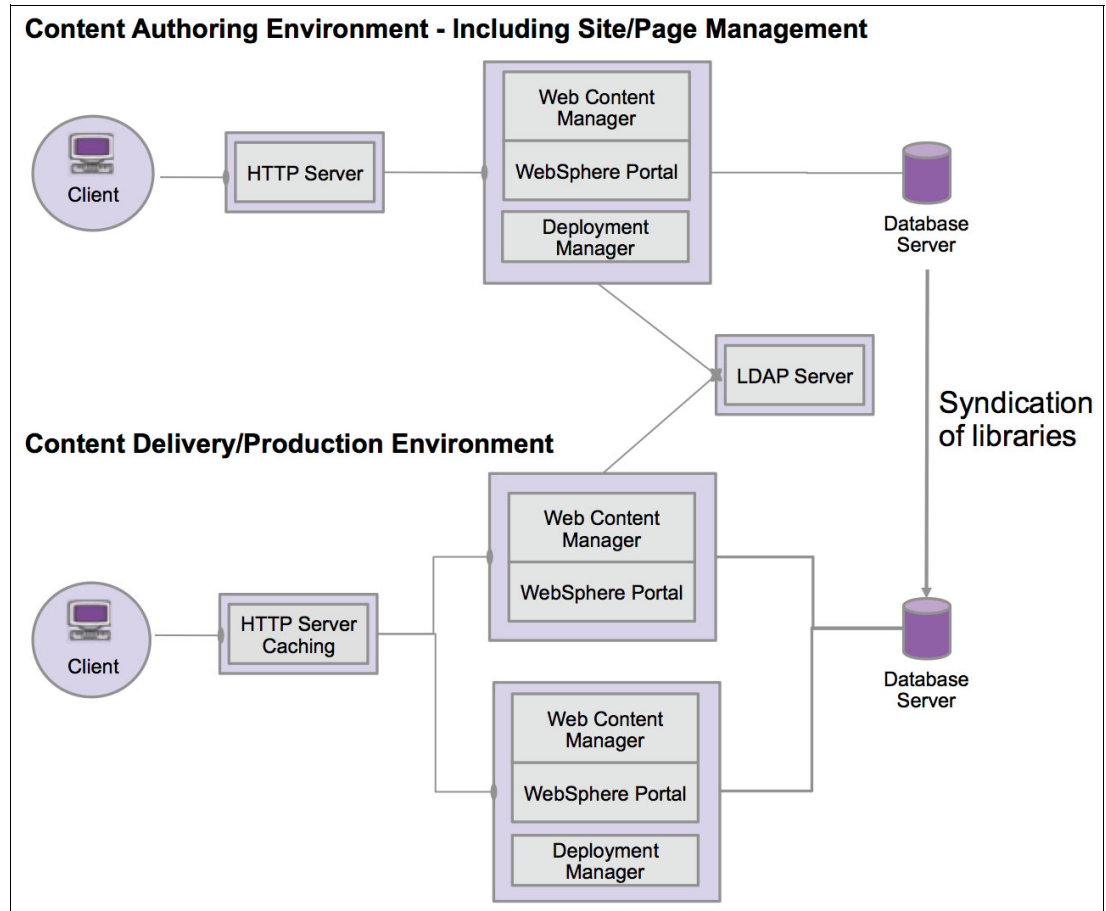 Content Authoring Environment - Including Site/Page Management
Client
HTTP Server
Web Content
Manager
WebSphere Portal
Deployment
Manager
Database
Server
LDAP Server
Syndication
of libraries
Content Delivery/Production Environment
Client
HTTP Server
Caching
Web Content
Manager
WebSphere Portal
Web Content
Manager
WebSphere Portal
Deployment
Manager
Database
Server